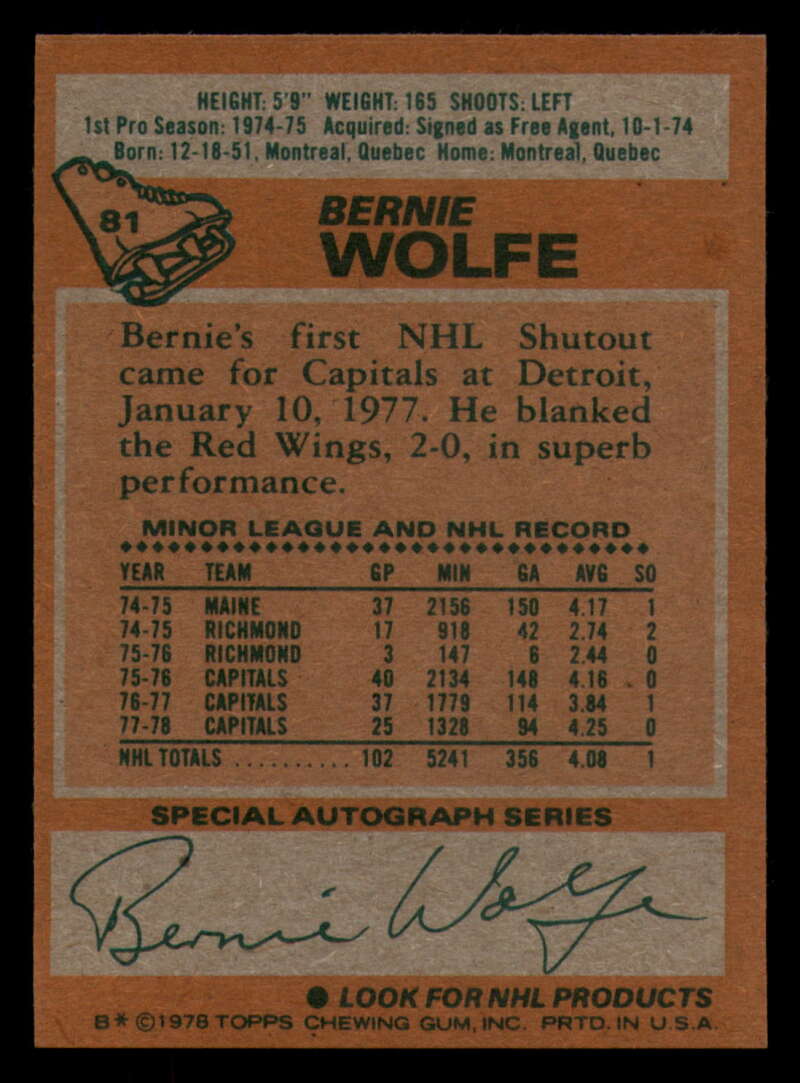 HEIGHT: 5'9" WEIGHT: 165 SHOOTS: LEFT
1st Pro Season: 1974-75 Acquired: Signed as Free Agent, 10-1-74
Born: 12-18-51, Montreal, Quebec Home: Montreal, Quebec
81
BERNIE
WOLFE
Bernie's first NHL Shutout
came for Capitals at Detroit,
January 10, 1977. He blanked
the Red Wings, 2-0, in superb
performance.
MINOR LEAGUE AND NHL RECORD
YEAR TEAM GP MIN GA AVG SO
74-75 MAINE 37 2156 150 4.17 1
74-75 RICHMOND 17 918 42 2.74 2
75-76 RICHMOND 3 147 6 2.44 0
75-76 CAPITALS 40 2134 148 4.16 0
76-77 CAPITALS 37 1779 114 3.84 1
77-78 CAPITALS 25 1328 94 4.25 0
NHL TOTALS .......... 102 5241 356 4.08 1
SPECIAL AUTOGRAPH SERIES
Bernie Wolfe
● LOOK FOR NHL PRODUCTS
B* ©1978 TOPPS CHEWING GUM, INC. PRTD. IN U.S.A.